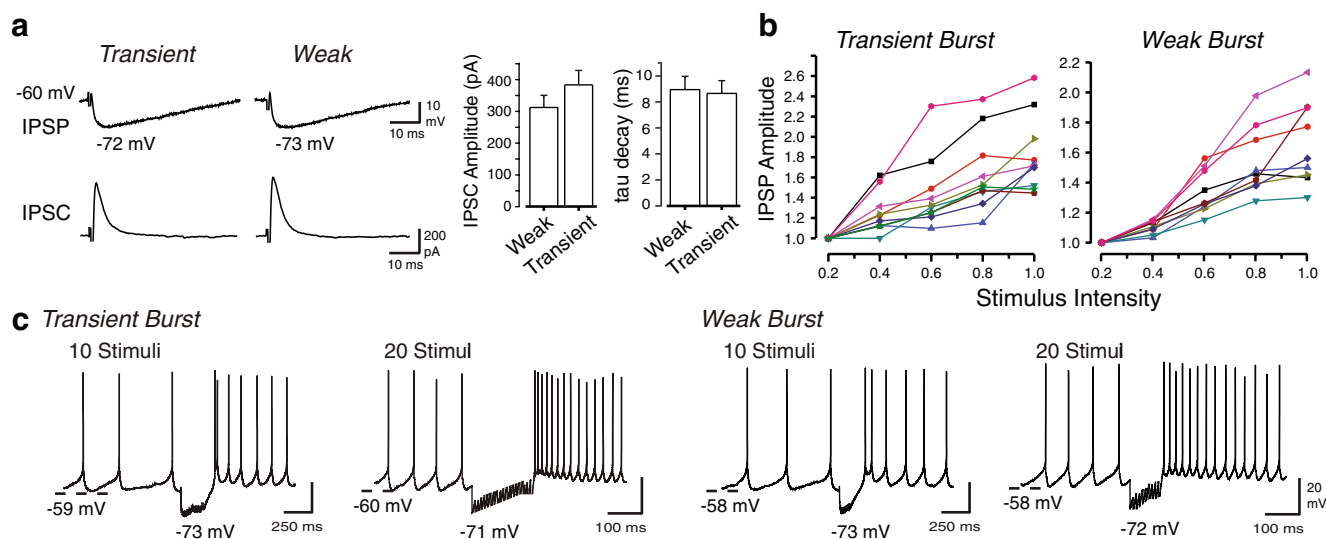 a
Transient
Weak
-60 mV
IPSP
-72 mV
-73 mV
10
mV
10 ms
IPSC
200
pA
10 ms
IPSC Amplitude (pA)
400
350
300
250
200
150
100
50
0
Weak
Transient
tau decay (ms)
10
8
6
4
2
0
Weak
Transient
b
Transient Burst
Weak Burst
IPSP Amplitude
2.6
2.4
2.2
2.0
1.8
1.6
1.4
1.2
1.0
0.2 0.4 0.6 0.8 1.0
2.2
2.0
1.8
1.6
1.4
1.2
1.0
0.2 0.4 0.6 0.8 1.0
Stimulus Intensity
c
Transient Burst
Weak Burst
10 Stimuli
20 Stimul
10 Stimuli
20 Stimul
-59 mV
-73 mV
250 ms
-60 mV
-71 mV
100 ms
-58 mV
-73 mV
250 ms
-58 mV
-72 mV
20
mV
100 ms